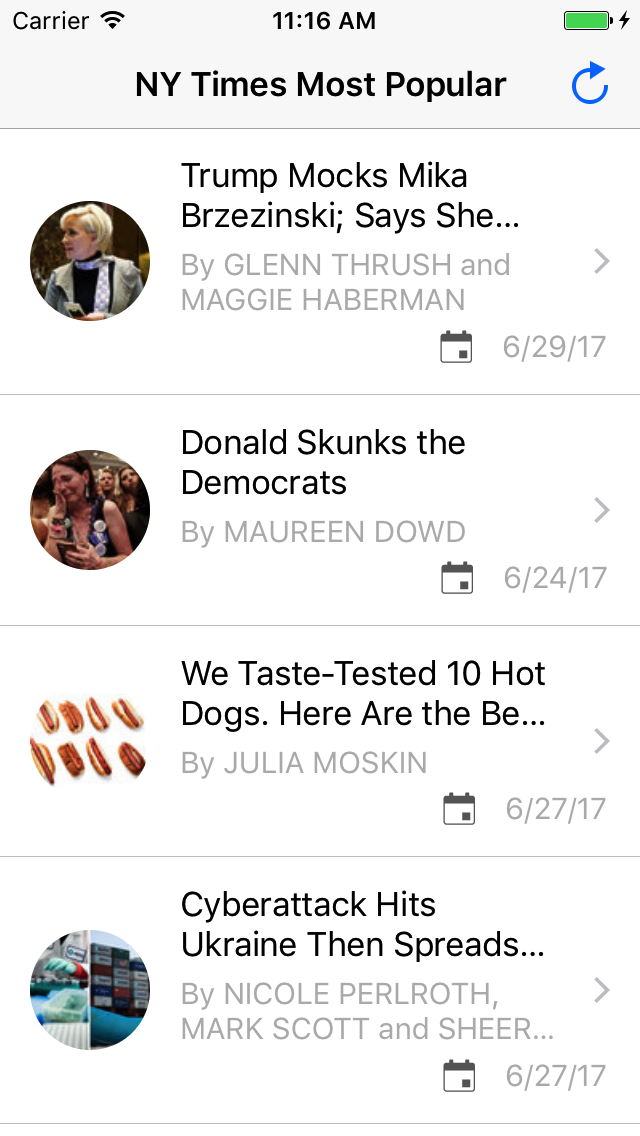 Carrier 11:16 AM
NY Times Most Popular
Trump Mocks Mika
Brzezinski; Says She...
By GLENN THRUSH and
MAGGIE HABERMAN
6/29/17
Donald Skunks the
Democrats
By MAUREEN DOWD
6/24/17
We Taste-Tested 10 Hot
Dogs. Here Are the Be...
By JULIA MOSKIN
6/27/17
Cyberattack Hits
Ukraine Then Spreads...
By NICOLE PERLROTH,
MARK SCOTT and SHEER...
6/27/17